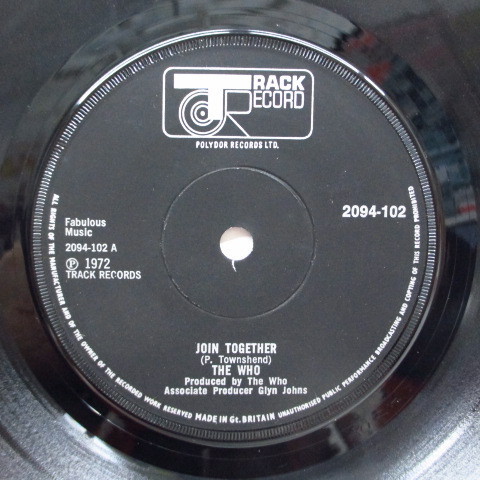 TRACK
RECORD
POLYDOR RECORDS LTD.
2094-102
Fabulous
Music
2094-102 A
Ⓟ 1972
TRACK RECORDS
JOIN TOGETHER
(P. Townshend)
THE WHO
Produced by The Who
Associate Producer Glyn Johns
ALL RIGHTS OF THE MANUFACTURER AND OF THE OWNER OF THE RECORDED WORK RESERVED MADE IN Gt. BRITAIN UNAUTHORISED PUBLIC PERFORMANCE BROADCASTING AND COPYING OF THIS RECORD PROHIBITED